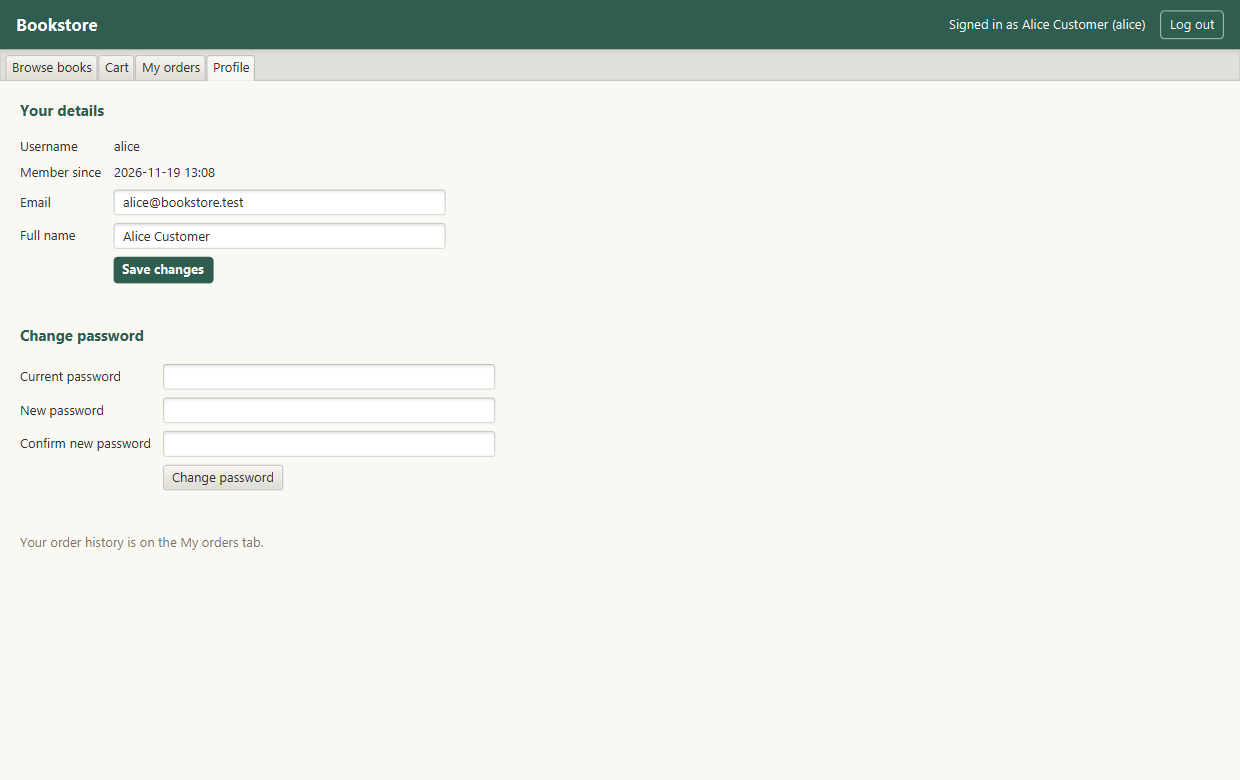 Bookstore
Signed in as Alice Customer (alice)
Log out
Browse books
Cart
My orders
Profile
Your details
Username alice
Member since 2026-11-19 13:08
Email alice@bookstore.test
Full name Alice Customer
Save changes
Change password
Current password
New password
Confirm new password
Change password
Your order history is on the My orders tab.